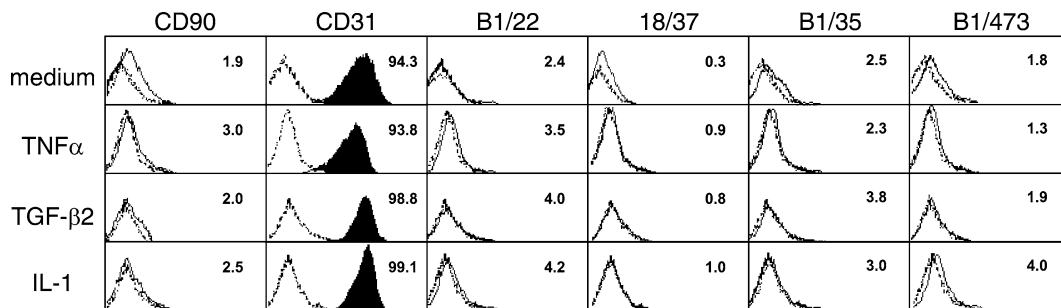 CD90 CD31 B1/22 18/37 B1/35 B1/473
medium 1.9 94.3 2.4 0.3 2.5 1.8
TNFα 3.0 93.8 3.5 0.9 2.3 1.3
TGF-β2 2.0 98.8 4.0 0.8 3.8 1.9
IL-1 2.5 99.1 4.2 1.0 3.0 4.0